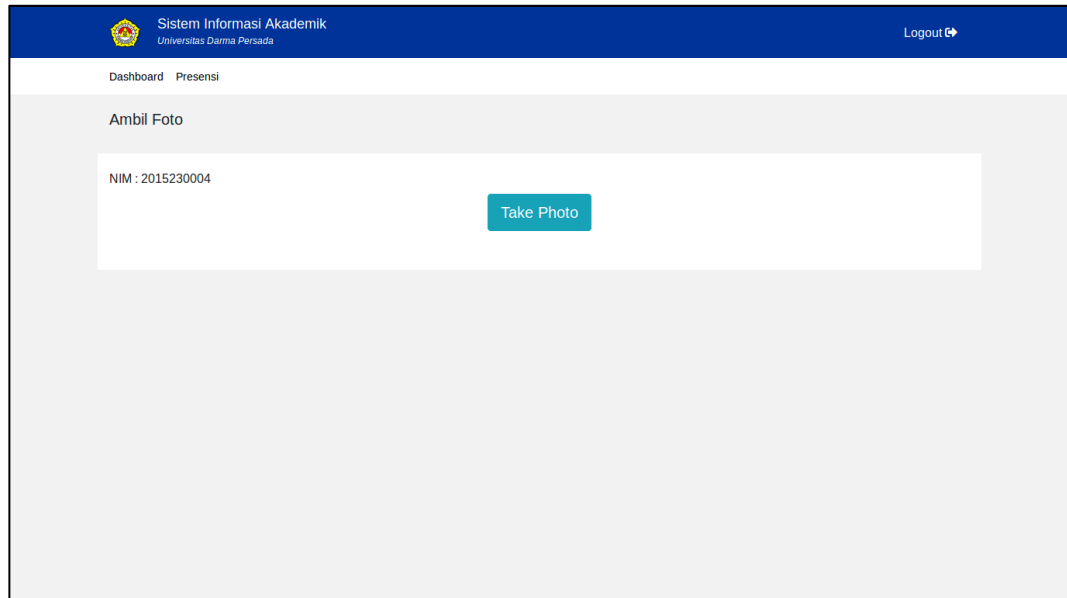 Sistem Informasi Akademik
Universitas Darma Persada
Logout
Dashboard Presensi
Ambil Foto
NIM : 2015230004
Take Photo